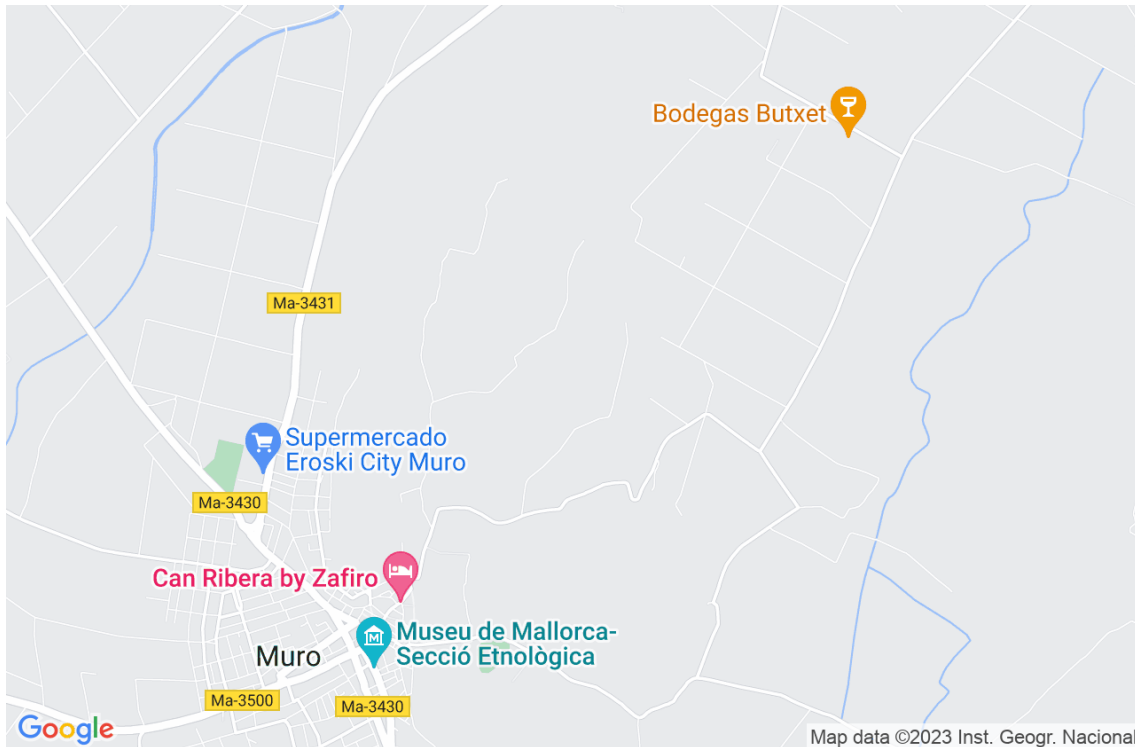 Bodegas Butxet
Ma-3431
Supermercado
Eroski City Muro
Ma-3430
Can Ribera by Zafiro
Museu de Mallorca-
Secció Etnològica
M
Muro
Ma-3500
Ma-3430
Google
Map data ©2023 Inst. Geogr. Nacional